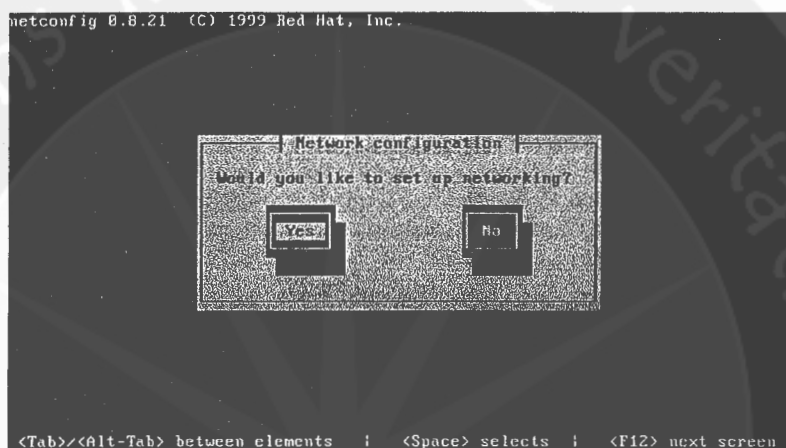 netconfig 0.8.21 (C) 1999 Red Hat, Inc.
Network configuration
Would you like to set up networking?
Yes No
<Tab>/<Alt-Tab> between elements | <Space> selects | <F12> next screen